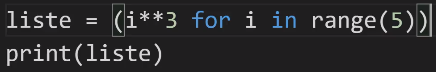 liste = (i**3 for i in range(5))
print(liste)